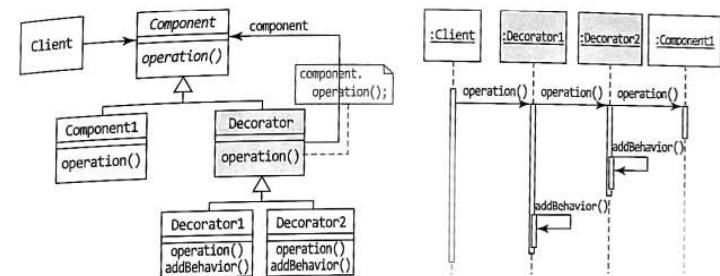 Client
Component
operation()
component
component.
operation();
Component1
operation()
Decorator
operation()
Decorator1
operation()
addBehavior()
Decorator2
operation()
addBehavior()
:Client
:Decorator1
:Decorator2
:Component1
operation()
operation()
operation()
addBehavior()
addBehavior()